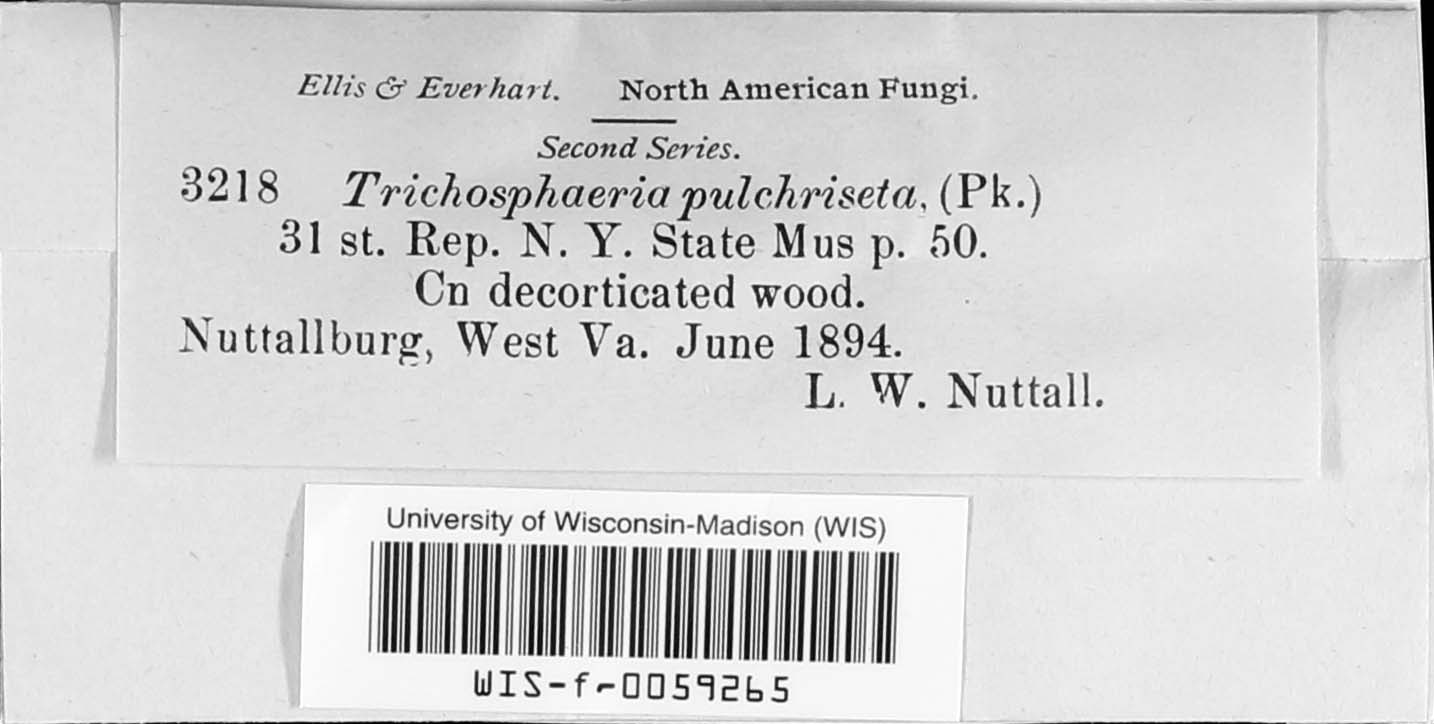 Ellis & Everhart. North American Fungi.
Second Series.
3218 Trichosphaeria pulchriseta, (Pk.)
31 st. Rep. N. Y. State Mus p. 50.
Cn decorticated wood.
Nuttallburg, West Va. June 1894.
L. W. Nuttall.
University of Wisconsin-Madison (WIS)
WIS-f-0059265